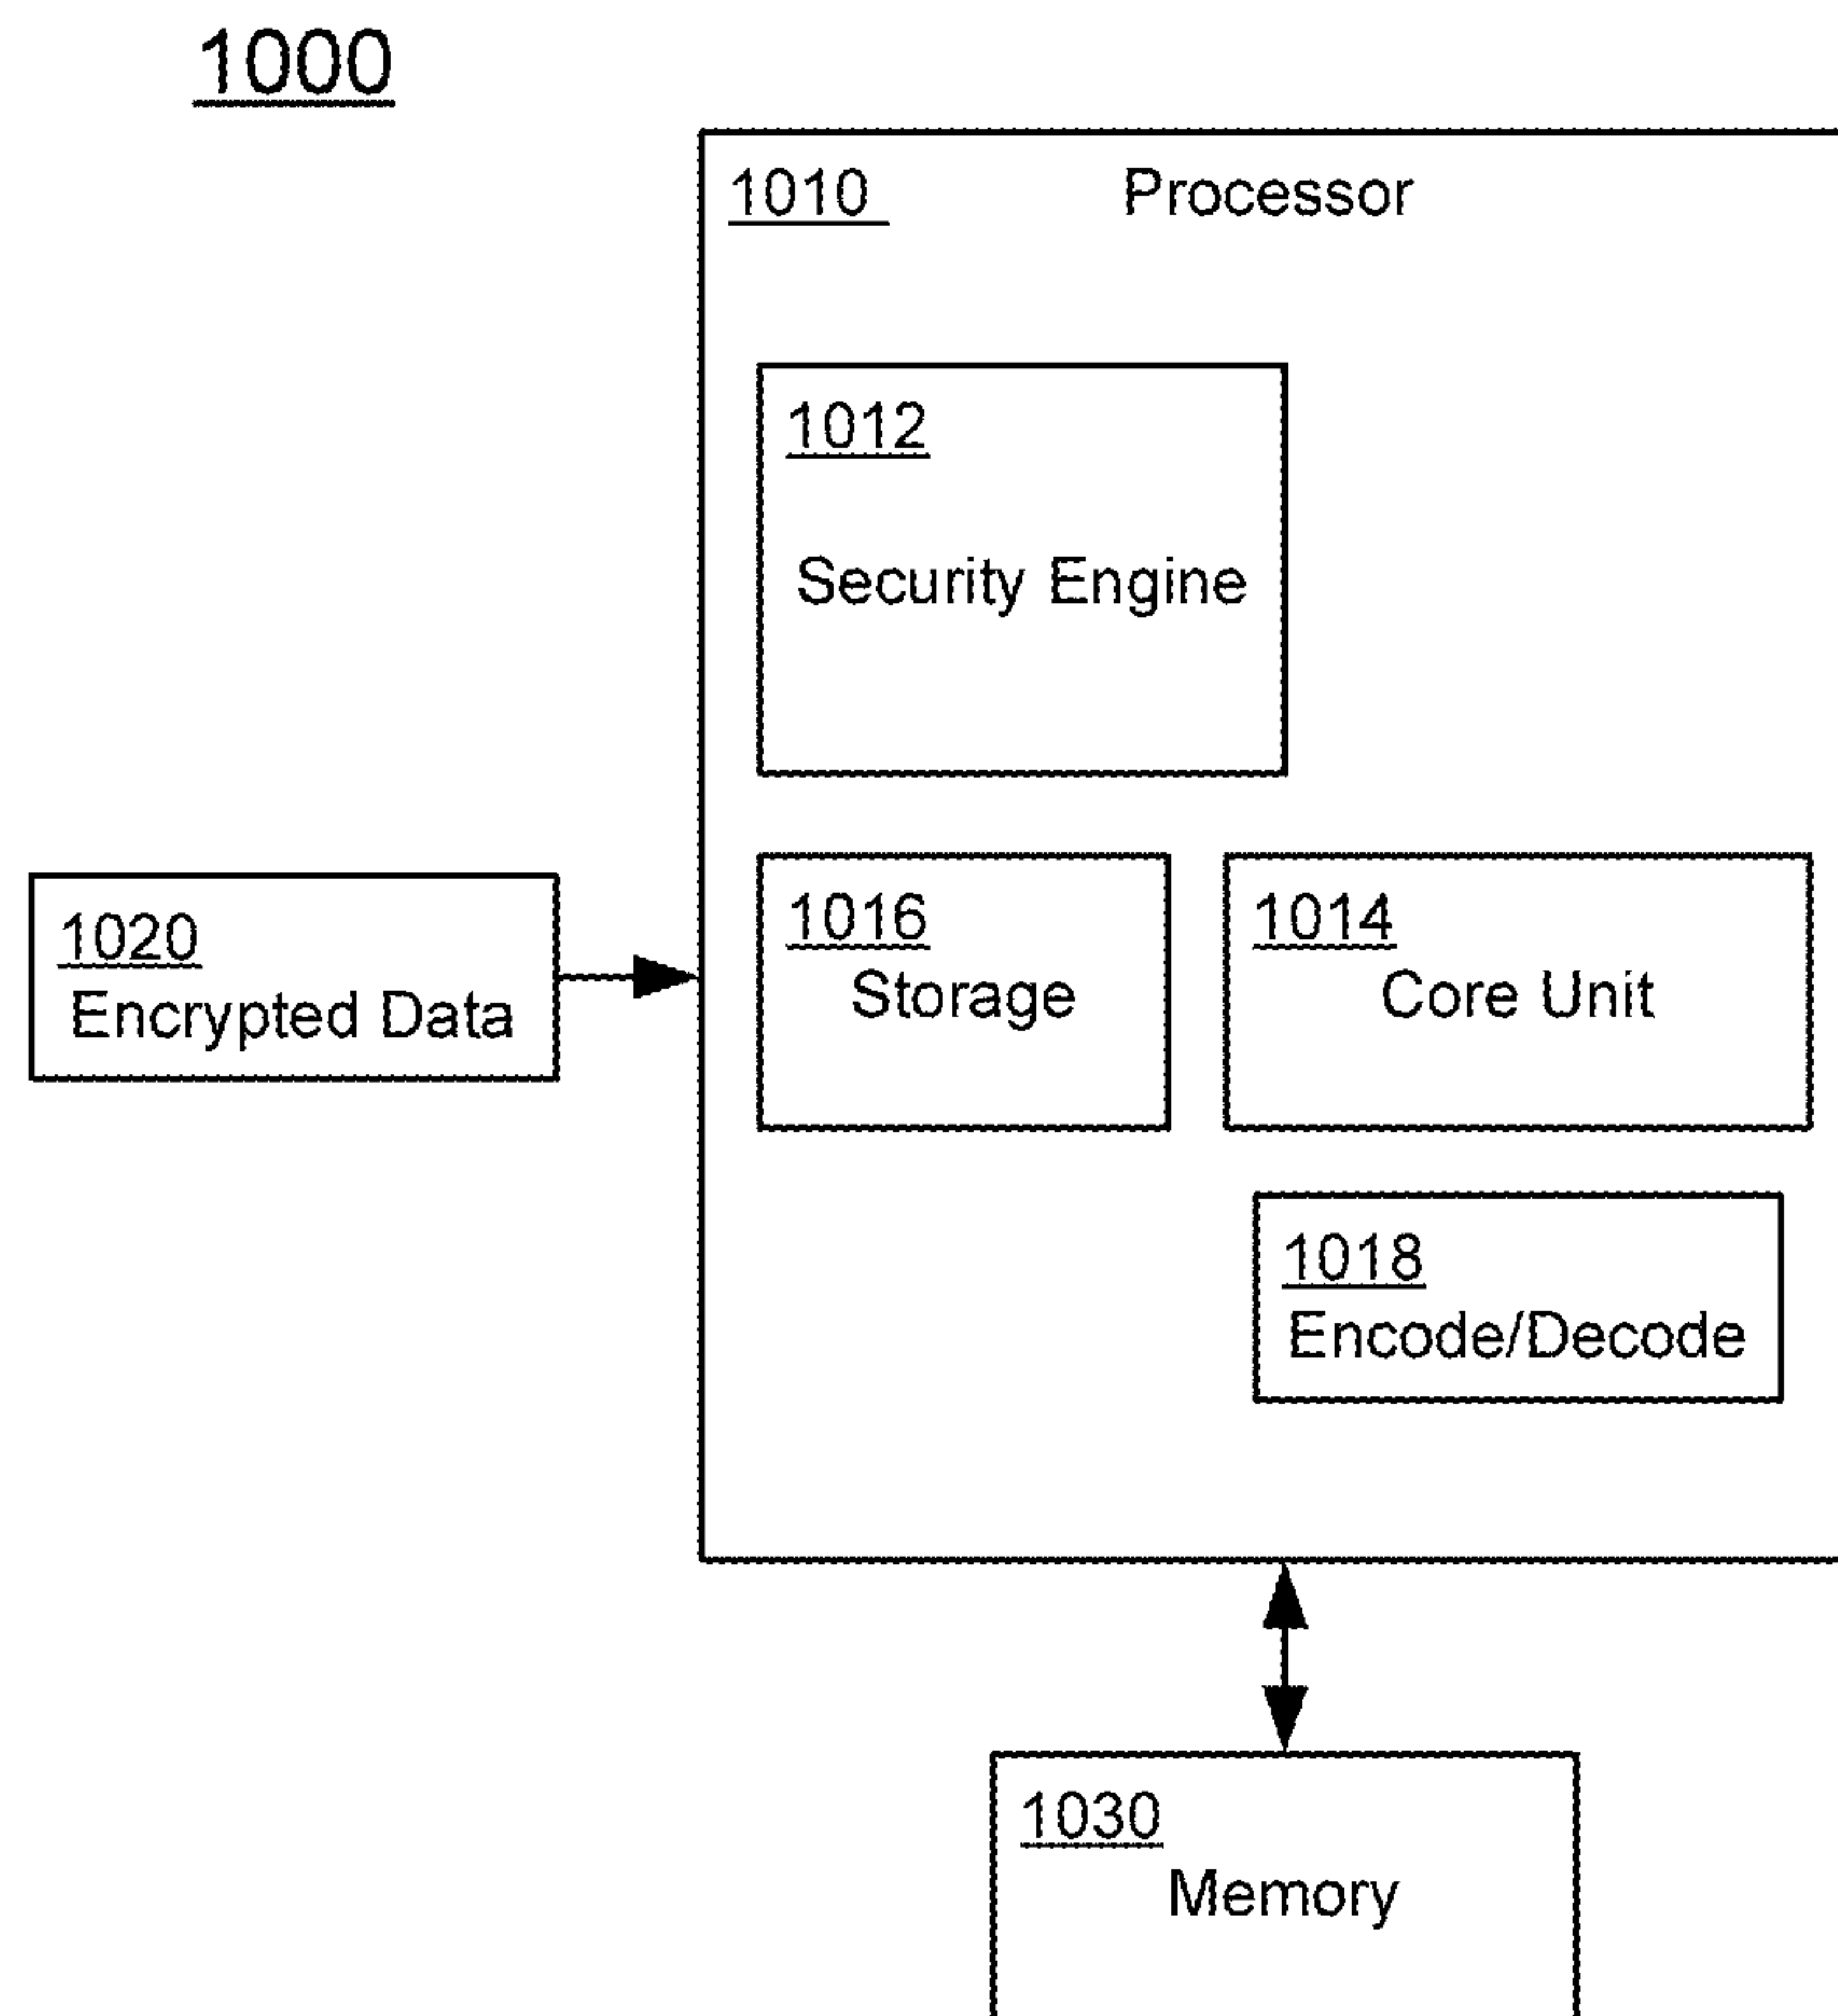 1000
1010 Processor
1012
Security Engine
1016
Storage
1014
Core Unit
1020
Encrypted Data
1018
Encode/Decode
1030
Memory